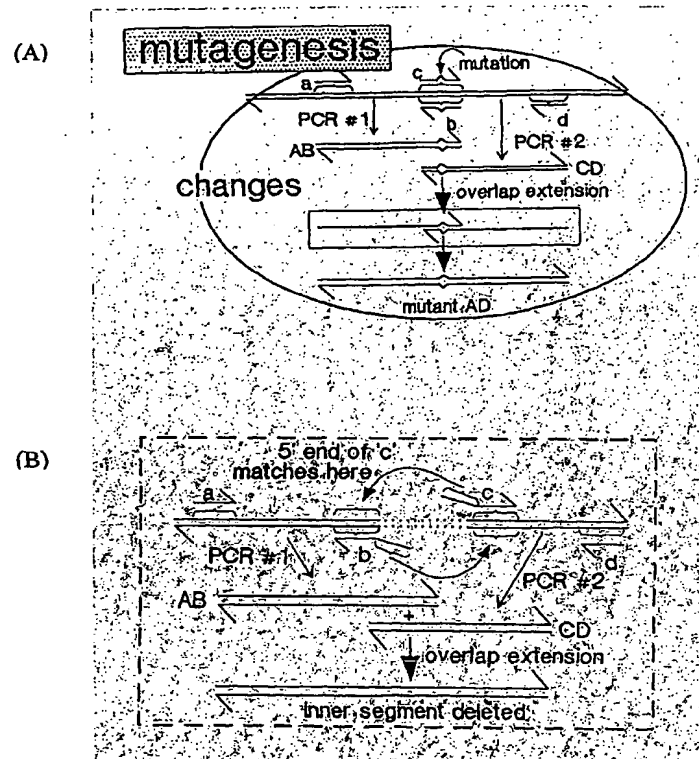 (A)
mutagenesis
mutation
a
c
PCR #1
b
d
PCR #2
AB
CD
changes
overlap extension
mutant AD
(B)
5' end of 'c'
matches here
a
c
b
d
PCR #1
PCR #2
AB
+
CD
overlap extension
inner segment deleted